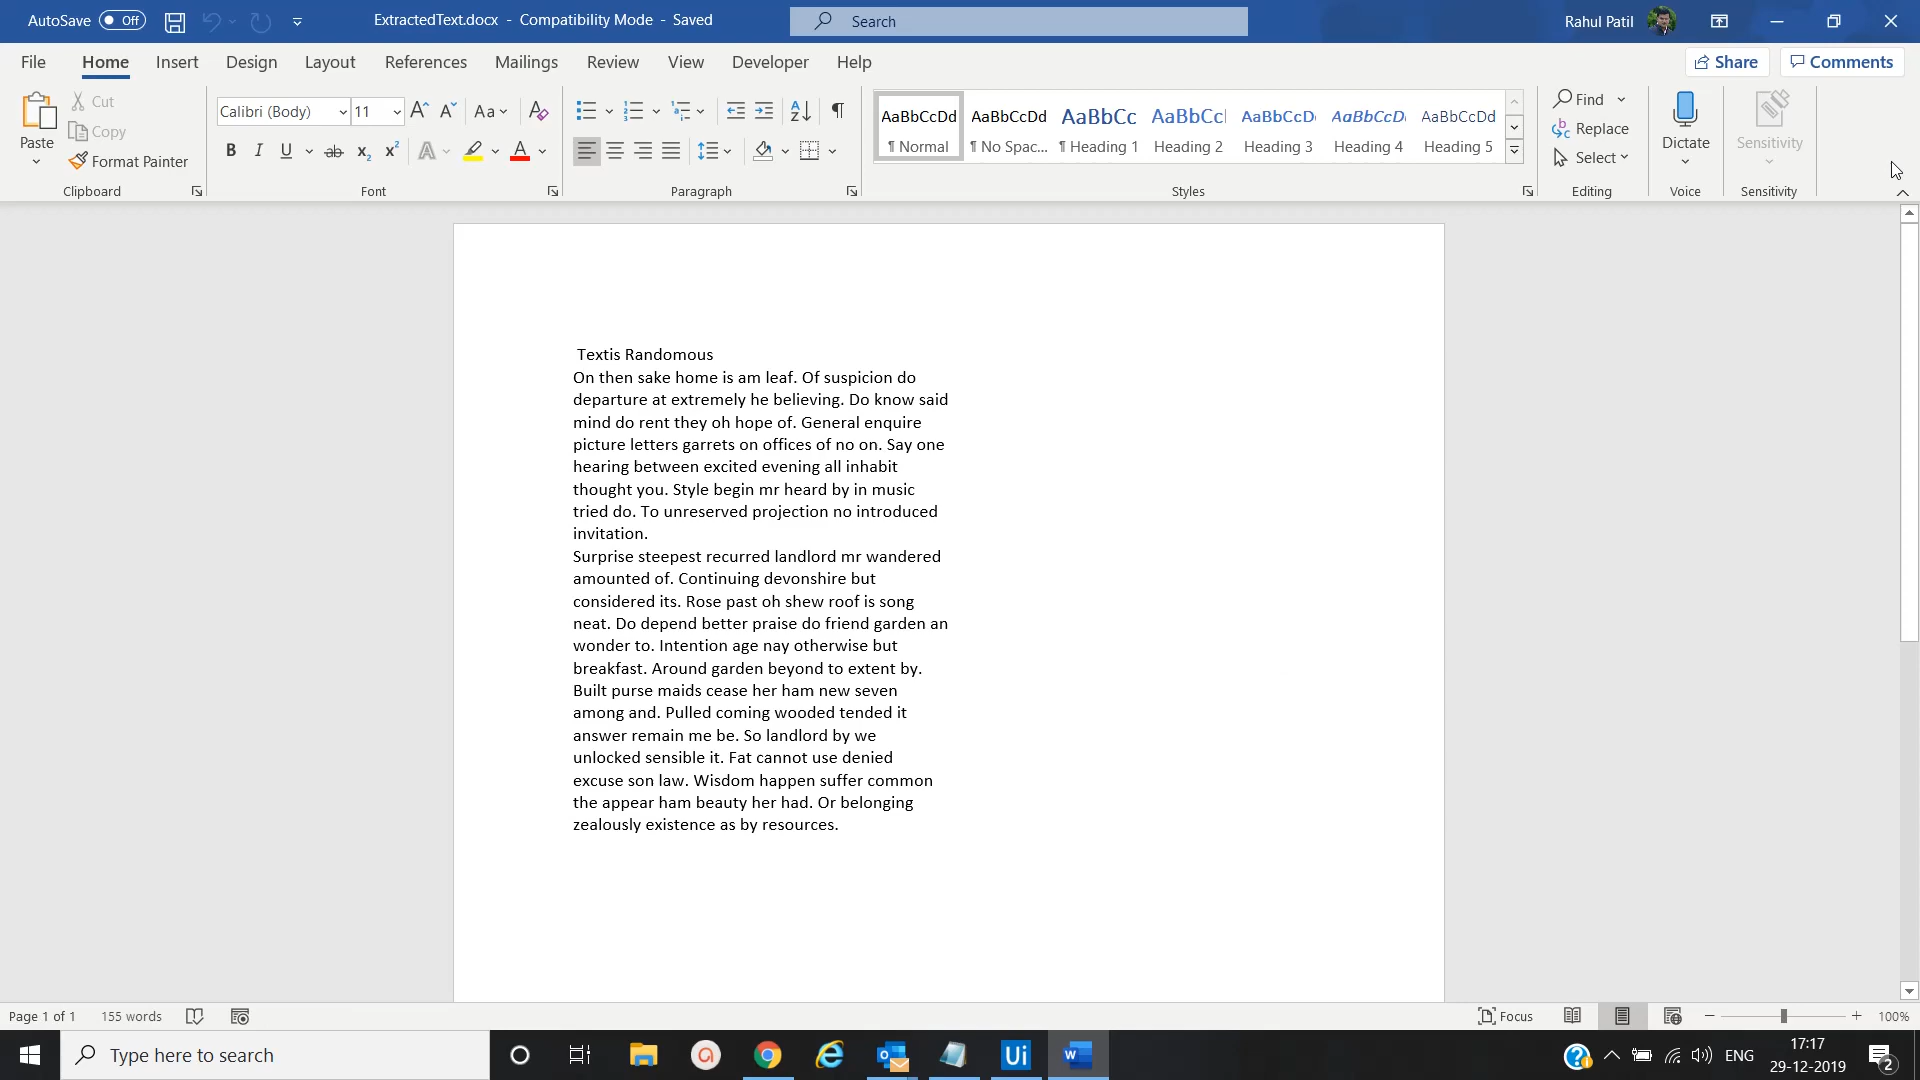 AutoSave Off ExtractedText.docx - Compatibility Mode - Saved Search Rahul Patil
File Home Insert Design Layout References Mailings Review View Developer Help Share Comments
Paste Cut Copy Format Painter Clipboard
Calibri (Body) 11 Aa B I U ab x₂ x² A A Font
Paragraph
AaBbCcDd AaBbCcDd AaBbCc AaBbCcl AaBbCcD AaBbCcD AaBbCcDd
¶ Normal ¶ No Spac... ¶ Heading 1 Heading 2 Heading 3 Heading 4 Heading 5
Styles
Find Replace Select Editing
Dictate Voice
Sensitivity Sensitivity
Textis Randomous
On then sake home is am leaf. Of suspicion do
departure at extremely he believing. Do know said
mind do rent they oh hope of. General enquire
picture letters garrets on offices of no on. Say one
hearing between excited evening all inhabit
thought you. Style begin mr heard by in music
tried do. To unreserved projection no introduced
invitation.
Surprise steepest recurred landlord mr wandered
amounted of. Continuing devonshire but
considered its. Rose past oh shew roof is song
neat. Do depend better praise do friend garden an
wonder to. Intention age nay otherwise but
breakfast. Around garden beyond to extent by.
Built purse maids cease her ham new seven
among and. Pulled coming wooded tended it
answer remain me be. So landlord by we
unlocked sensible it. Fat cannot use denied
excuse son law. Wisdom happen suffer common
the appear ham beauty her had. Or belonging
zealously existence as by resources.
Page 1 of 1 155 words Focus 100%
Type here to search Ui ENG 17:17
29-12-2019 2